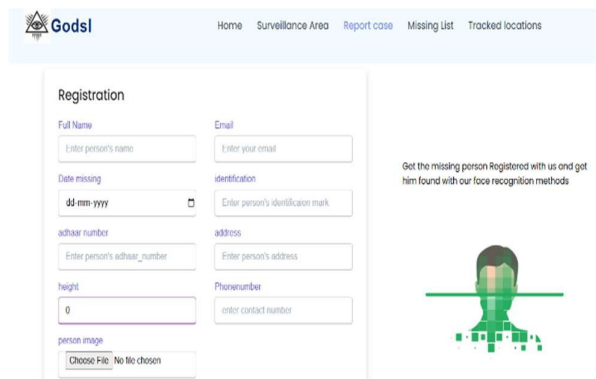 Godsl
Home Surveillance Area Report case Missing List Tracked locations
Registration
Full Name Email
Enter person's name Enter your email
Date missing identification
dd-mm-yyyy Enter person's identificaion mark
adhaar number address
Enter person's adhaar_number Enter person's address
height Phonenumber
0 enter contact number
person image
Choose File No file chosen
Get the missing person Registered with us and get
him found with our face recognition methods